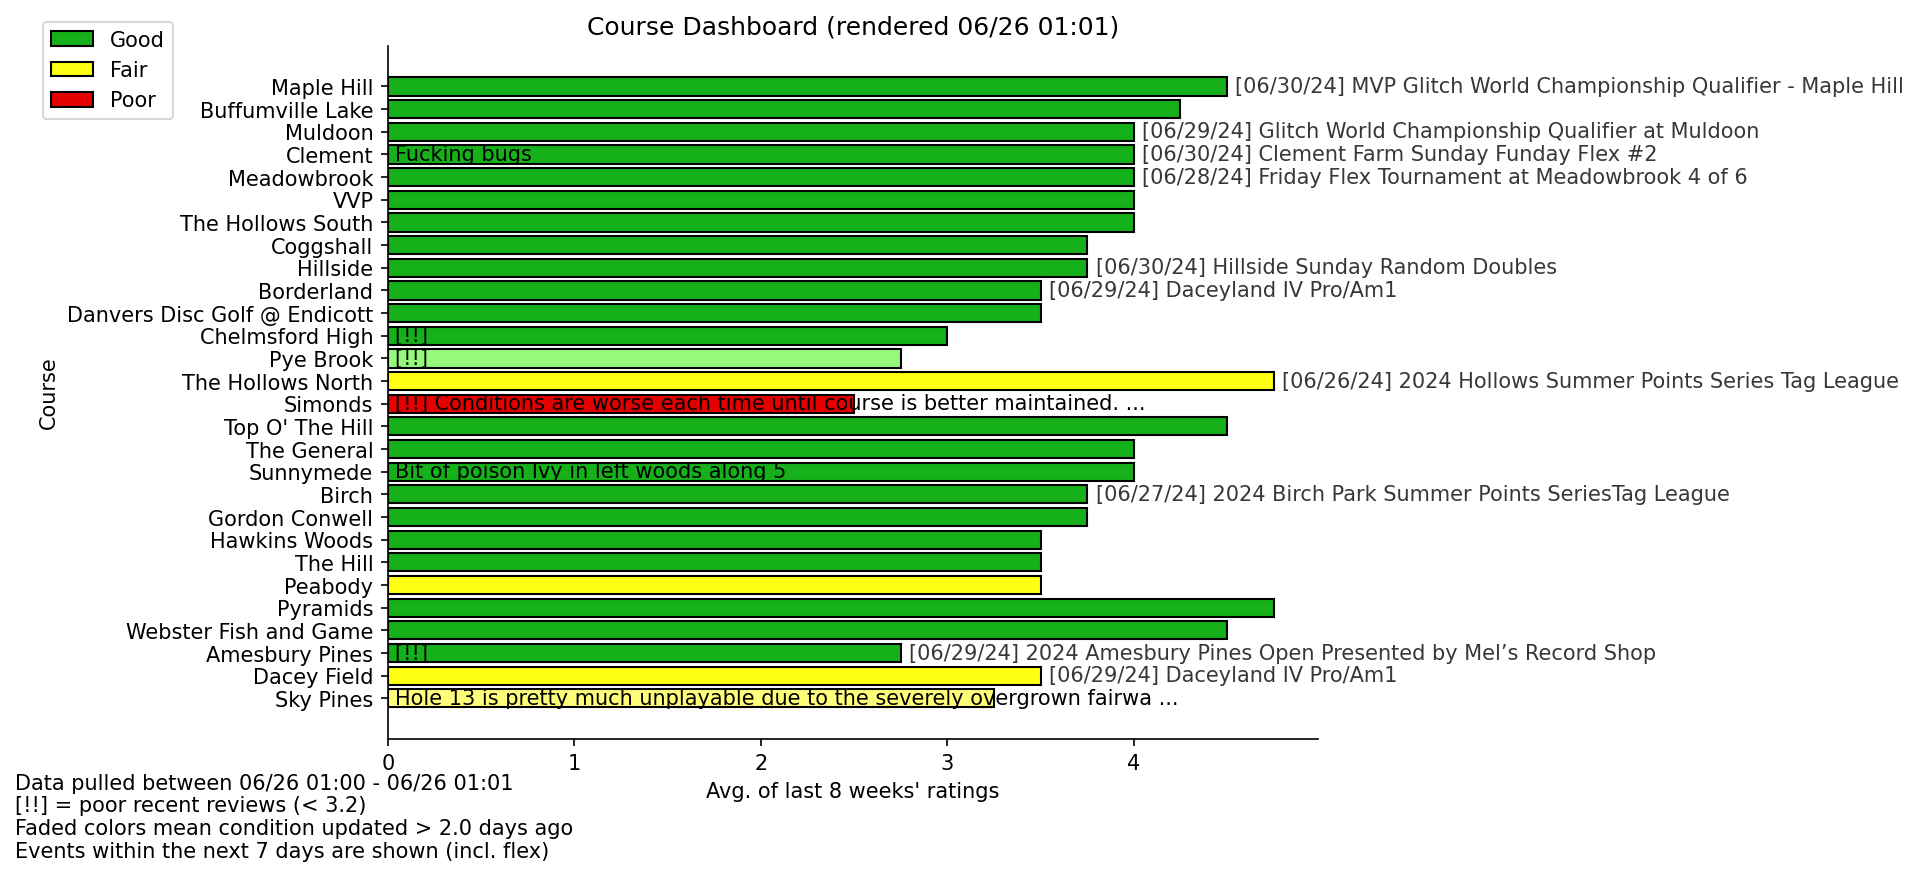 Course Dashboard (rendered 06/26 01:01)
Good
Fair
Poor
Course
Maple Hill [06/30/24] MVP Glitch World Championship Qualifier - Maple Hill
Buffumville Lake
Muldoon [06/29/24] Glitch World Championship Qualifier at Muldoon
Clement Fucking bugs [06/30/24] Clement Farm Sunday Funday Flex #2
Meadowbrook [06/28/24] Friday Flex Tournament at Meadowbrook 4 of 6
VVP
The Hollows South
Coggshall
Hillside [06/30/24] Hillside Sunday Random Doubles
Borderland [06/29/24] Daceyland IV Pro/Am1
Danvers Disc Golf @ Endicott
Chelmsford High [!!]
Pye Brook [!!]
The Hollows North [06/26/24] 2024 Hollows Summer Points Series Tag League
Simonds [!!] Conditions are worse each time until course is better maintained. ...
Top O' The Hill
The General
Sunnymede Bit of poison Ivy in left woods along 5
Birch [06/27/24] 2024 Birch Park Summer Points SeriesTag League
Gordon Conwell
Hawkins Woods
The Hill
Peabody
Pyramids
Webster Fish and Game
Amesbury Pines [!!] [06/29/24] 2024 Amesbury Pines Open Presented by Mel’s Record Shop
Dacey Field [06/29/24] Daceyland IV Pro/Am1
Sky Pines Hole 13 is pretty much unplayable due to the severely overgrown fairwa ...
0 1 2 3 4
Avg. of last 8 weeks' ratings
Data pulled between 06/26 01:00 - 06/26 01:01
[!!] = poor recent reviews (< 3.2)
Faded colors mean condition updated > 2.0 days ago
Events within the next 7 days are shown (incl. flex)